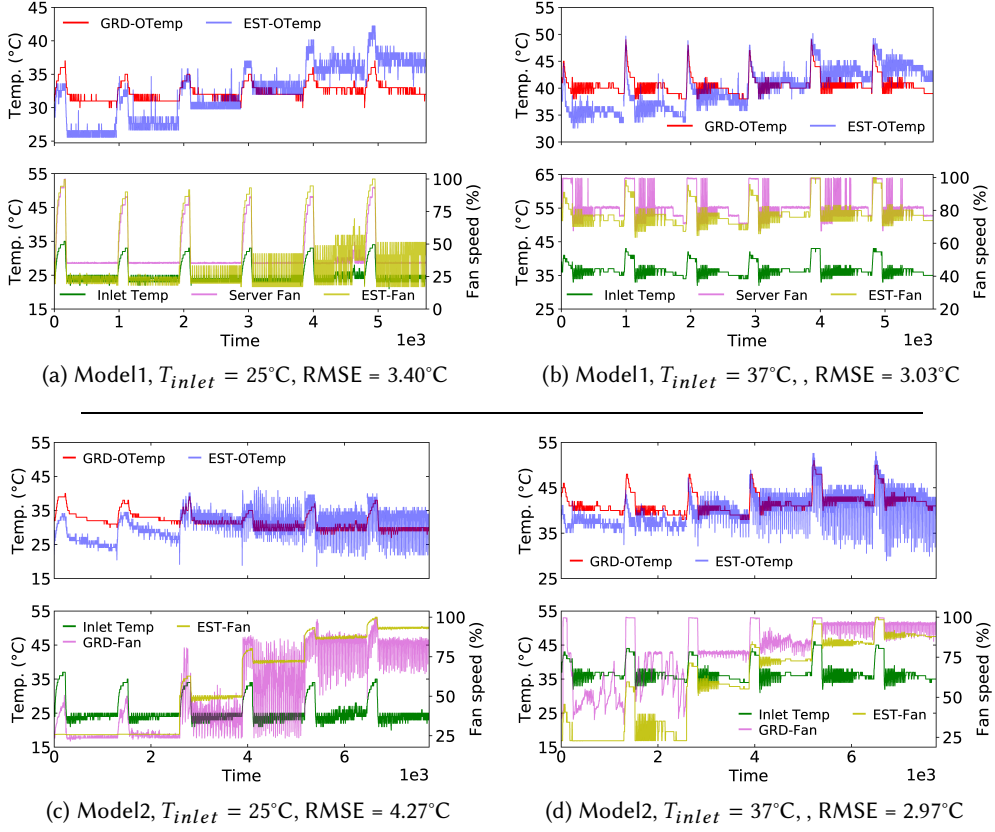 45
40
35
30
25
Temp. (°C)
GRD-OTemp
EST-OTemp
55
45
35
25
15
Temp. (°C)
100
75
50
25
0
Fan speed (%)
Inlet Temp
Server Fan
EST-Fan
0 1 2 3 4 5
Time
1e3
(a) Model1, Tinlet = 25°C, RMSE = 3.40°C
55
50
45
40
35
30
Temp. (°C)
GRD-OTemp
EST-OTemp
65
55
45
35
25
Temp. (°C)
100
80
60
40
20
Fan speed (%)
Inlet Temp
Server Fan
EST-Fan
0 1 2 3 4 5
Time
1e3
(b) Model1, Tinlet = 37°C, , RMSE = 3.03°C
55
45
35
25
15
Temp. (°C)
GRD-OTemp
EST-OTemp
55
45
35
25
15
Temp. (°C)
100
75
50
25
Fan speed (%)
Inlet Temp
EST-Fan
GRD-Fan
0 2 4 6
Time
1e3
(c) Model2, Tinlet = 25°C, RMSE = 4.27°C
55
45
35
25
Temp. (°C)
GRD-OTemp
EST-OTemp
55
45
35
25
15
Temp. (°C)
100
75
50
25
Fan speed (%)
Inlet Temp
EST-Fan
GRD-Fan
0 2 4 6
Time
1e3
(d) Model2, Tinlet = 37°C, , RMSE = 2.97°C